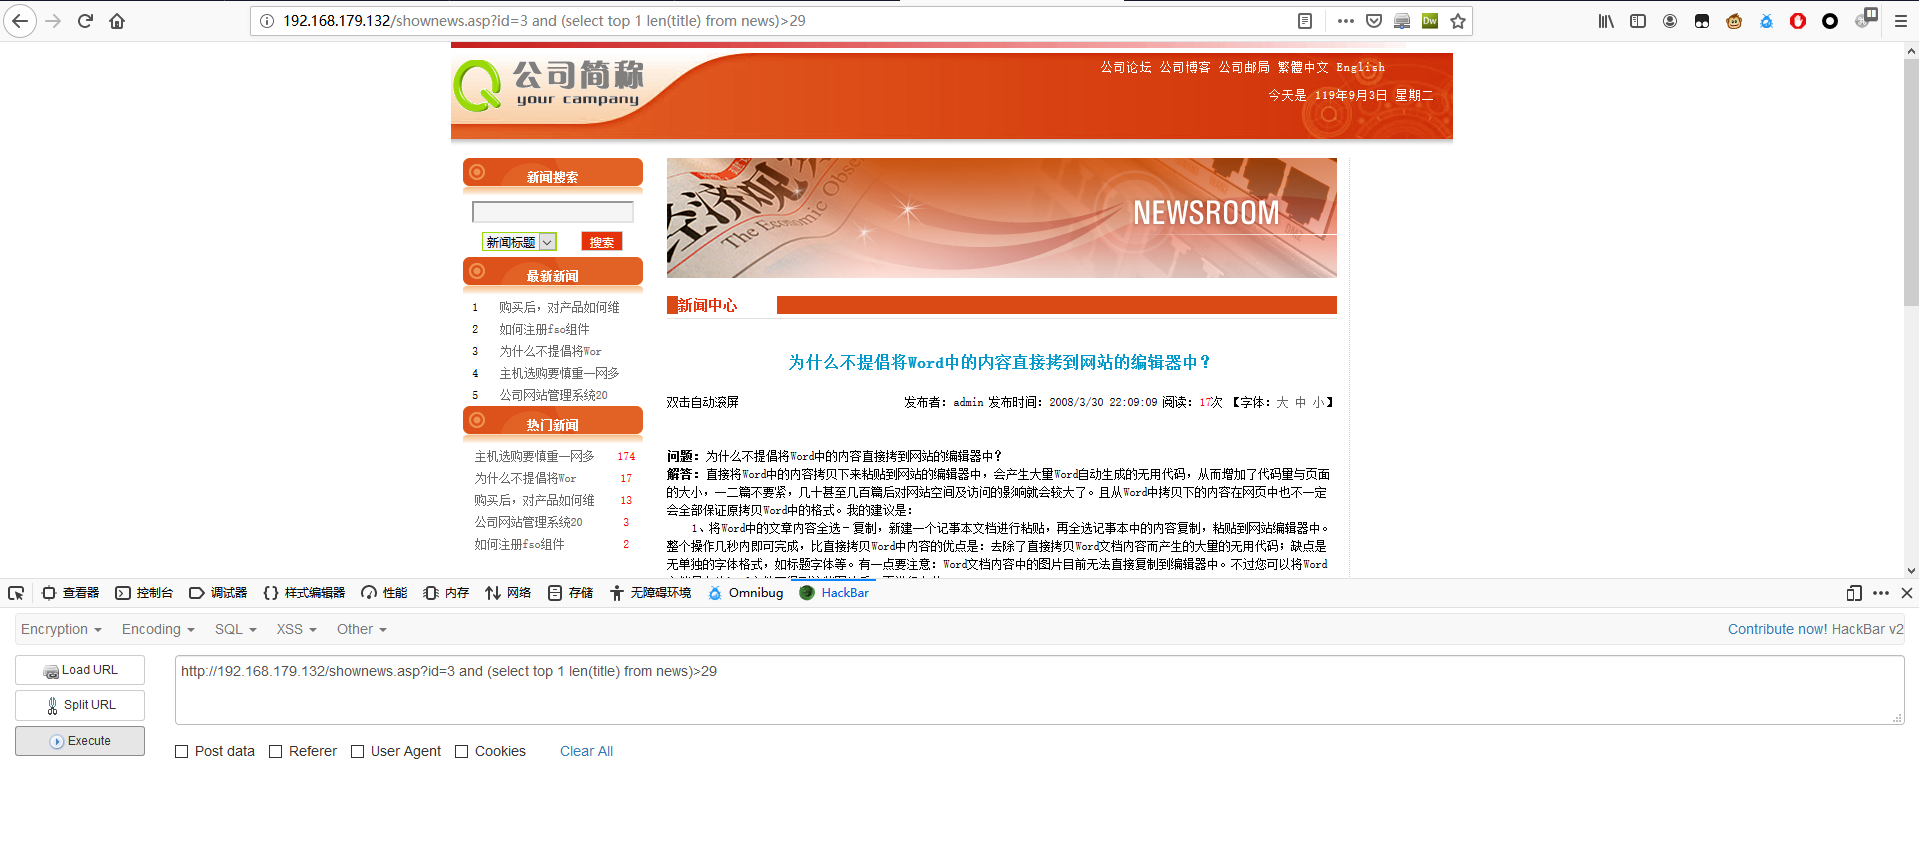 192.168.179.132/shownews.asp?id=3 and (select top 1 len(title) from news)>29
Dw
公司简称
your campany
公司论坛 公司博客 公司邮局 繁體中文 English
今天是 119年9月3日 星期二
新闻搜索
新闻标题 搜索
最新新闻
1 购买后，对产品如何维
2 如何注册fso组件
3 为什么不提倡将Wor
4 主机选购要慎重一网多
5 公司网站管理系统20
热门新闻
主机选购要慎重一网多 174
为什么不提倡将Wor 17
购买后，对产品如何维 13
公司网站管理系统20 3
如何注册fso组件 2
The Economic Obse
NEWSROOM
新闻中心
为什么不提倡将Word中的内容直接拷到网站的编辑器中？
双击自动滚屏 发布者：admin 发布时间：2008/3/30 22:09:09 阅读：17次 【字体：大 中 小】
问题：为什么不提倡将Word中的内容直接拷到网站的编辑器中？
解答：直接将Word中的内容拷贝下来粘贴到网站的编辑器中，会产生大量Word自动生成的无用代码，从而增加了代码量与页面
的大小，一二篇不要紧，几十甚至几百篇后对网站空间及访问的影响就会较大了。且从Word中拷贝下的内容在网页中也不一定
会全部保证原拷贝Word中的格式。我的建议是：
1、将Word中的文章内容全选－复制，新建一个记事本文档进行粘贴，再全选记事本中的内容复制，粘贴到网站编辑器中。
整个操作几秒内即可完成，比直接拷贝Word中内容的优点是：去除了直接拷贝Word文档内容而产生的大量的无用代码；缺点是
无单独的字体格式，如标题字体等。有一点要注意：Word文档内容中的图片目前无法直接复制到编辑器中。不过您可以将Word
查看器 控制台 调试器 样式编辑器 性能 内存 网络 存储 无障碍环境 Omnibug HackBar
Encryption Encoding SQL XSS Other Contribute now! HackBar v2
Load URL
http://192.168.179.132/shownews.asp?id=3 and (select top 1 len(title) from news)>29
Split URL
Execute
Post data Referer User Agent Cookies Clear All